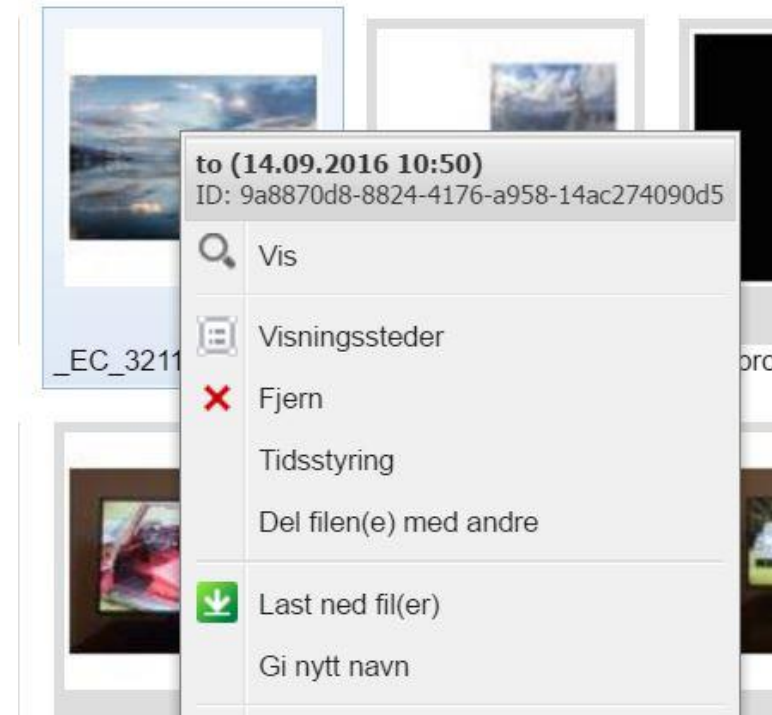 to (14.09.2016 10:50)
ID: 9a8870d8-8824-4176-a958-14ac274090d5
Vis
Visningssteder
_EC_3211
Fjern
Tidsstyring
Del filen(e) med andre
Last ned fil(er)
Gi nytt navn